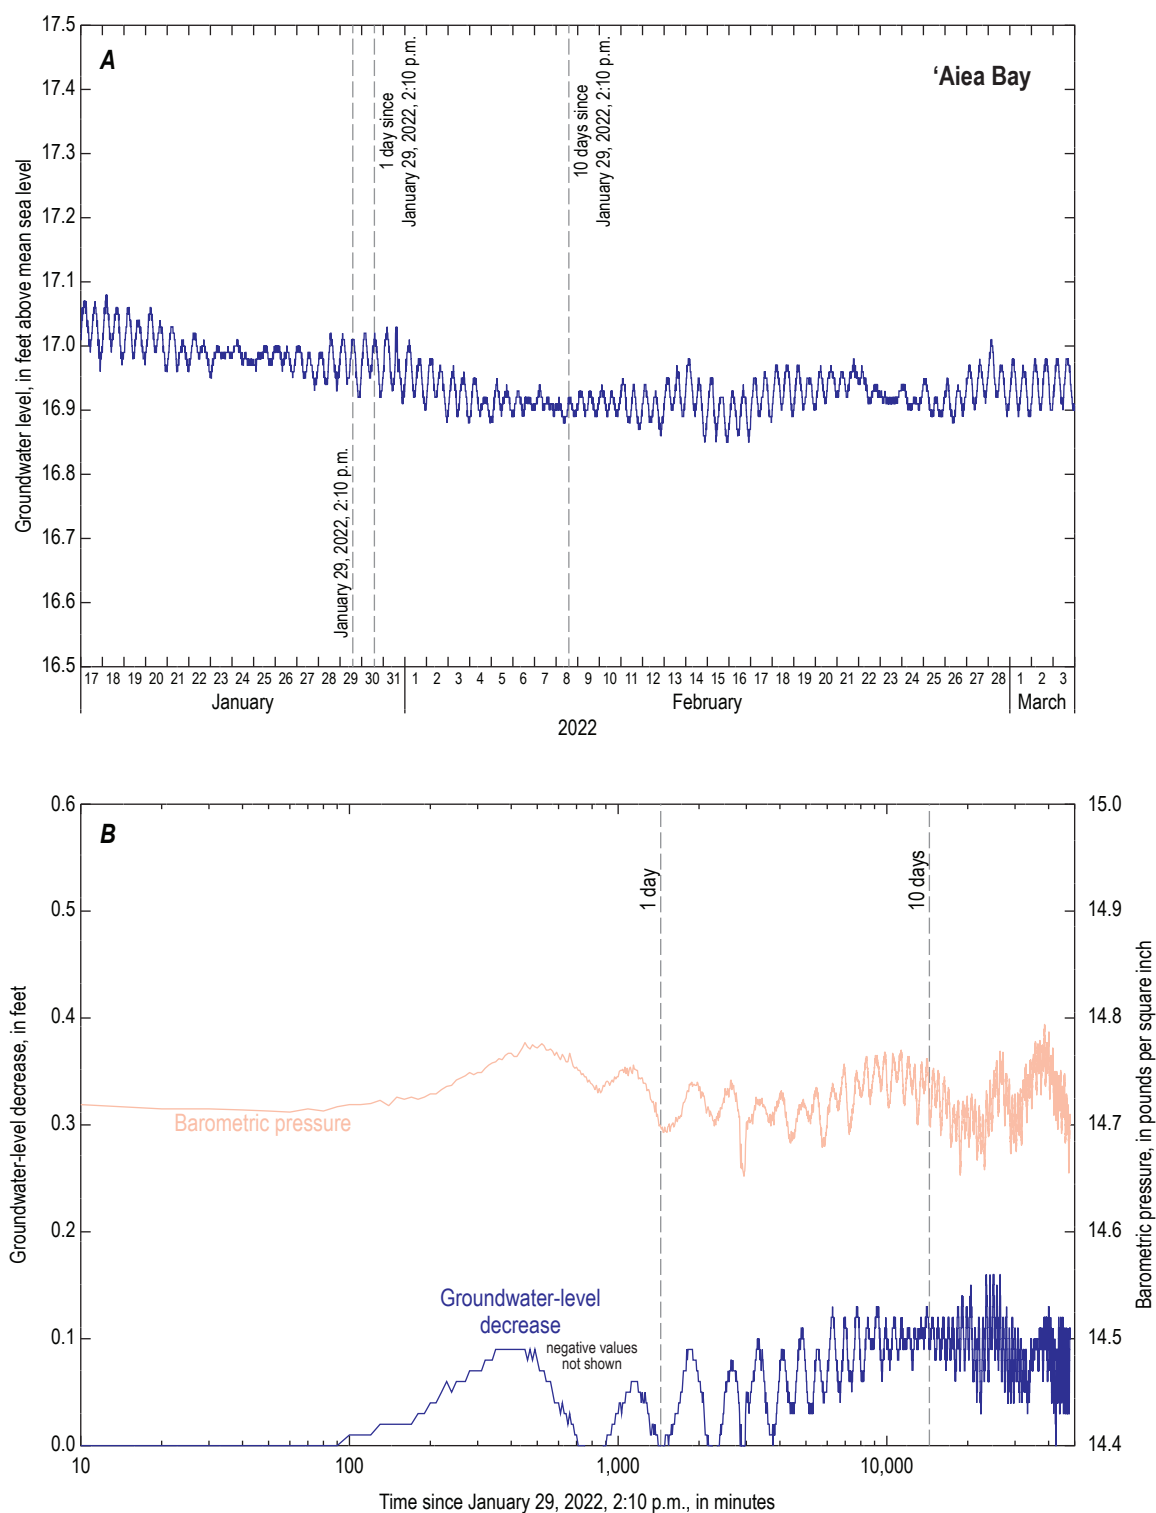 17.5
A
'Aiea Bay
17.4
17.3
17.2
17.1
17.0
16.9
16.8
16.7
16.6
16.5
Groundwater level, in feet above mean sea level
1 day since
January 29, 2022, 2:10 p.m.
10 days since
January 29, 2022, 2:10 p.m.
January 29, 2022, 2:10 p.m.
17 18 19 20 21 22 23 24 25 26 27 28 29 30 31 1 2 3 4 5 6 7 8 9 10 11 12 13 14 15 16 17 18 19 20 21 22 23 24 25 26 27 28 1 2 3
January February March
2022
B
0.6
0.5
0.4
0.3
0.2
0.1
0.0
Groundwater-level decrease, in feet
15.0
14.9
14.8
14.7
14.6
14.5
14.4
Barometric pressure, in pounds per square inch
1 day
10 days
Barometric pressure
Groundwater-level
decrease
negative values
not shown
10 100 1,000 10,000
Time since January 29, 2022, 2:10 p.m., in minutes